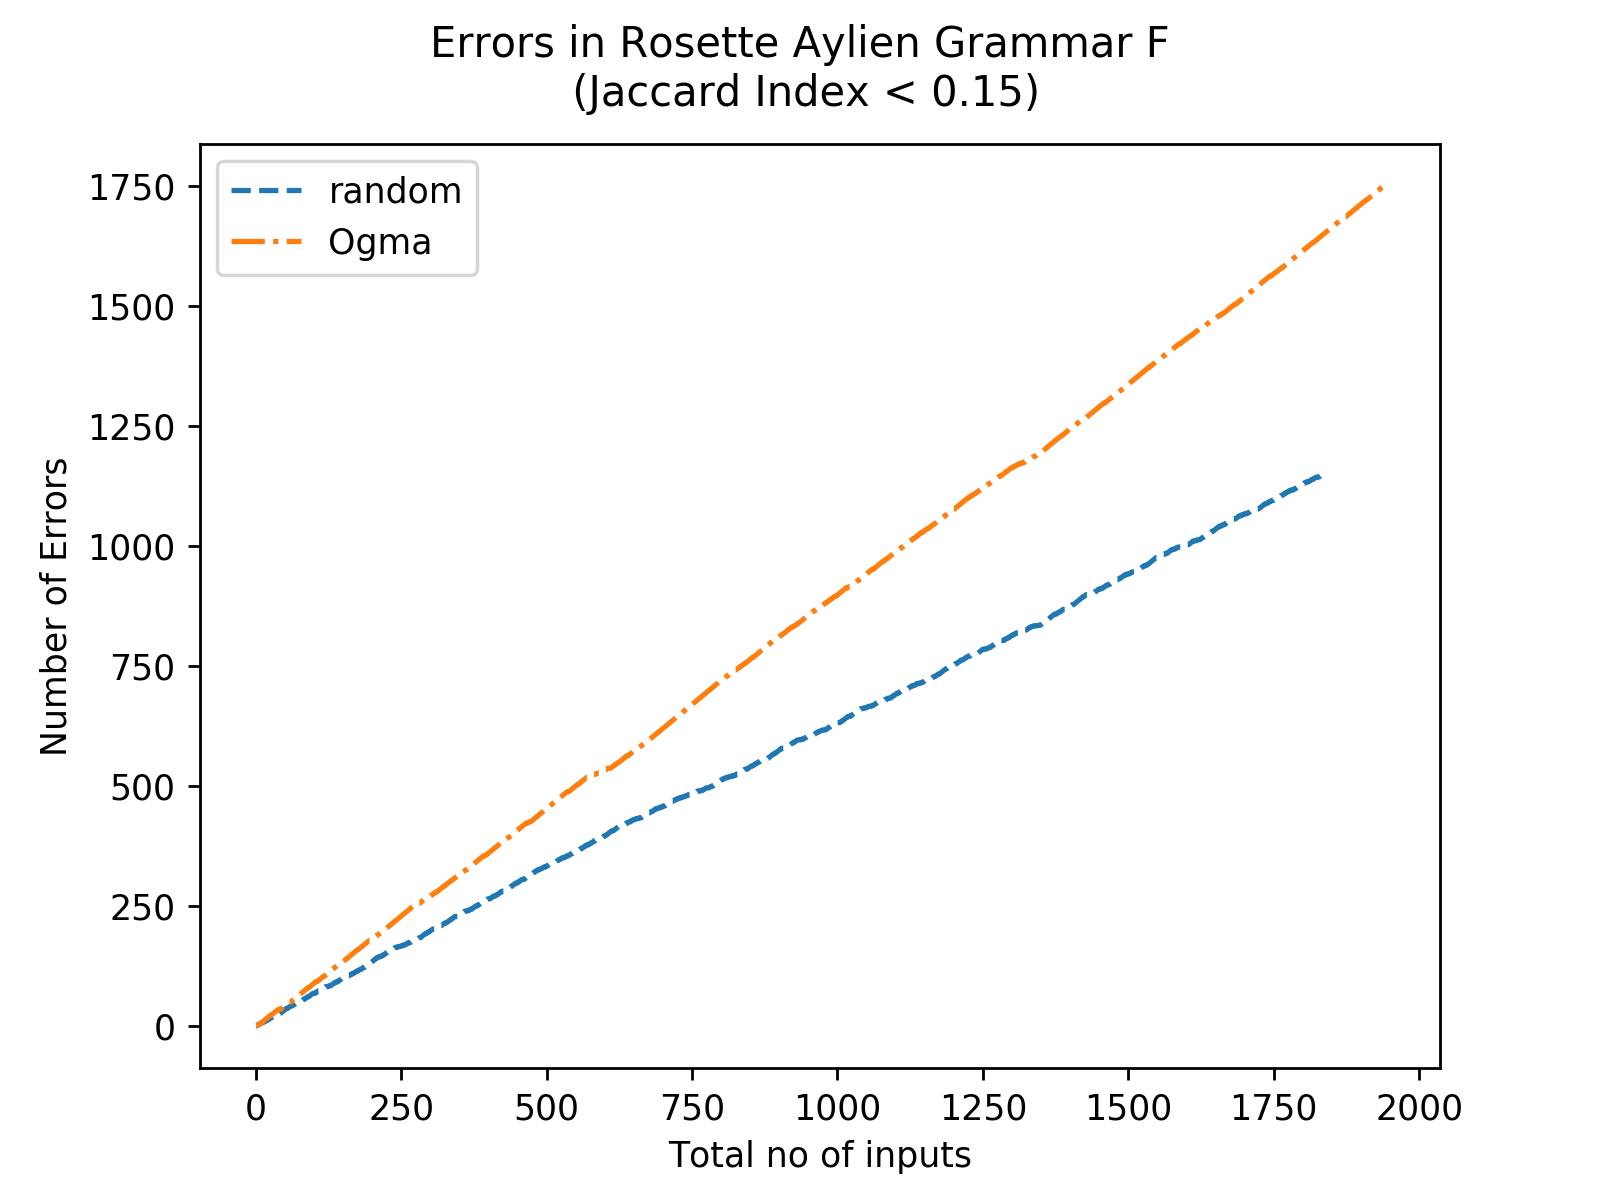 Errors in Rosette Aylien Grammar F
(Jaccard Index < 0.15)
random
Ogma
1750
1500
1250
1000
750
500
250
0
Number of Errors
0 250 500 750 1000 1250 1500 1750 2000
Total no of inputs